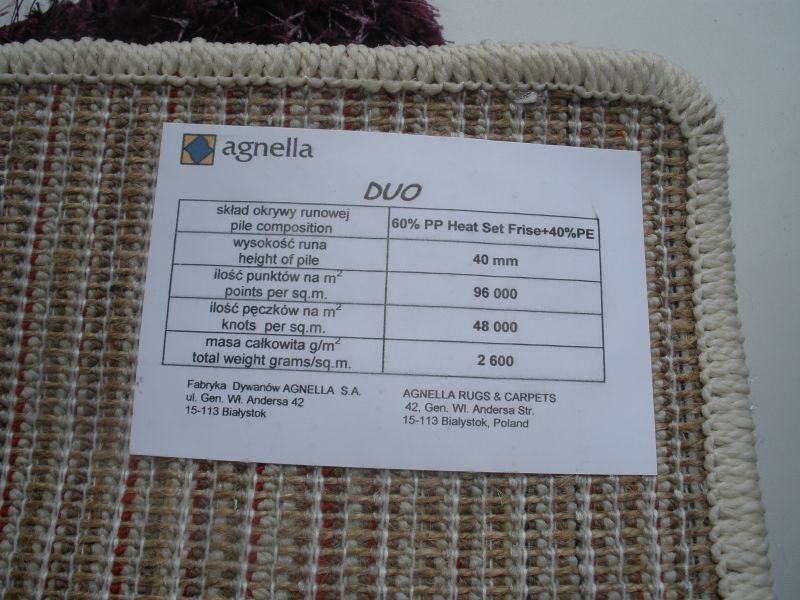 agnella
DUO
skład okrywy runowej
pile composition
60% PP Heat Set Frise+40%PE
wysokość runa
height of pile
40 mm
ilość punktów na m²
points per sq.m.
96 000
ilość pęczków na m²
knots per sq.m.
48 000
masa całkowita g/m²
total weight grams/sq.m.
2 600
Fabryka Dywanów AGNELLA S.A.
ul. Gen. Wł. Andersa 42
15-113 Białystok
AGNELLA RUGS & CARPETS
42, Gen. Wl. Andersa Str.
15-113 Bialystok, Poland